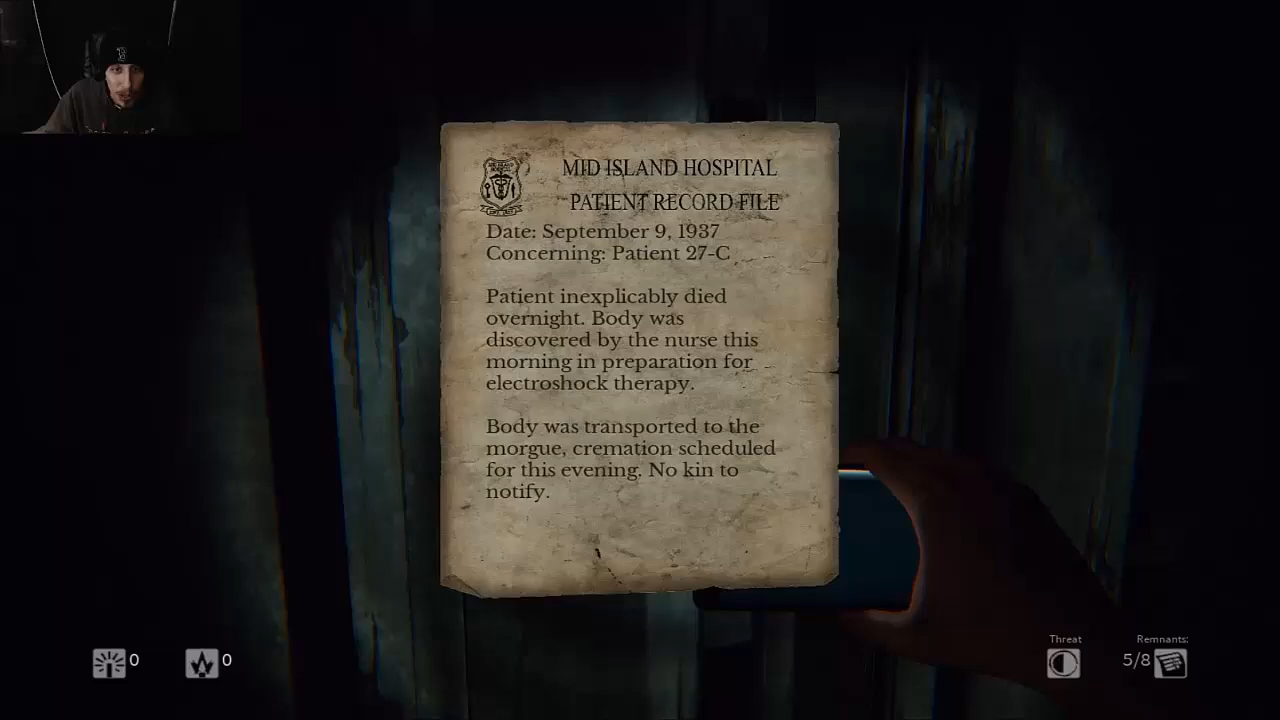 MID ISLAND HOSPITAL
PATIENT RECORD FILE
Date: September 9, 1937
Concerning: Patient 27-C
Patient inexplicably died
overnight. Body was
discovered by the nurse this
morning in preparation for
electroshock therapy.
Body was transported to the
morgue, cremation scheduled
for this evening. No kin to
notify.
0
0
Threat
Remnants:
5/8